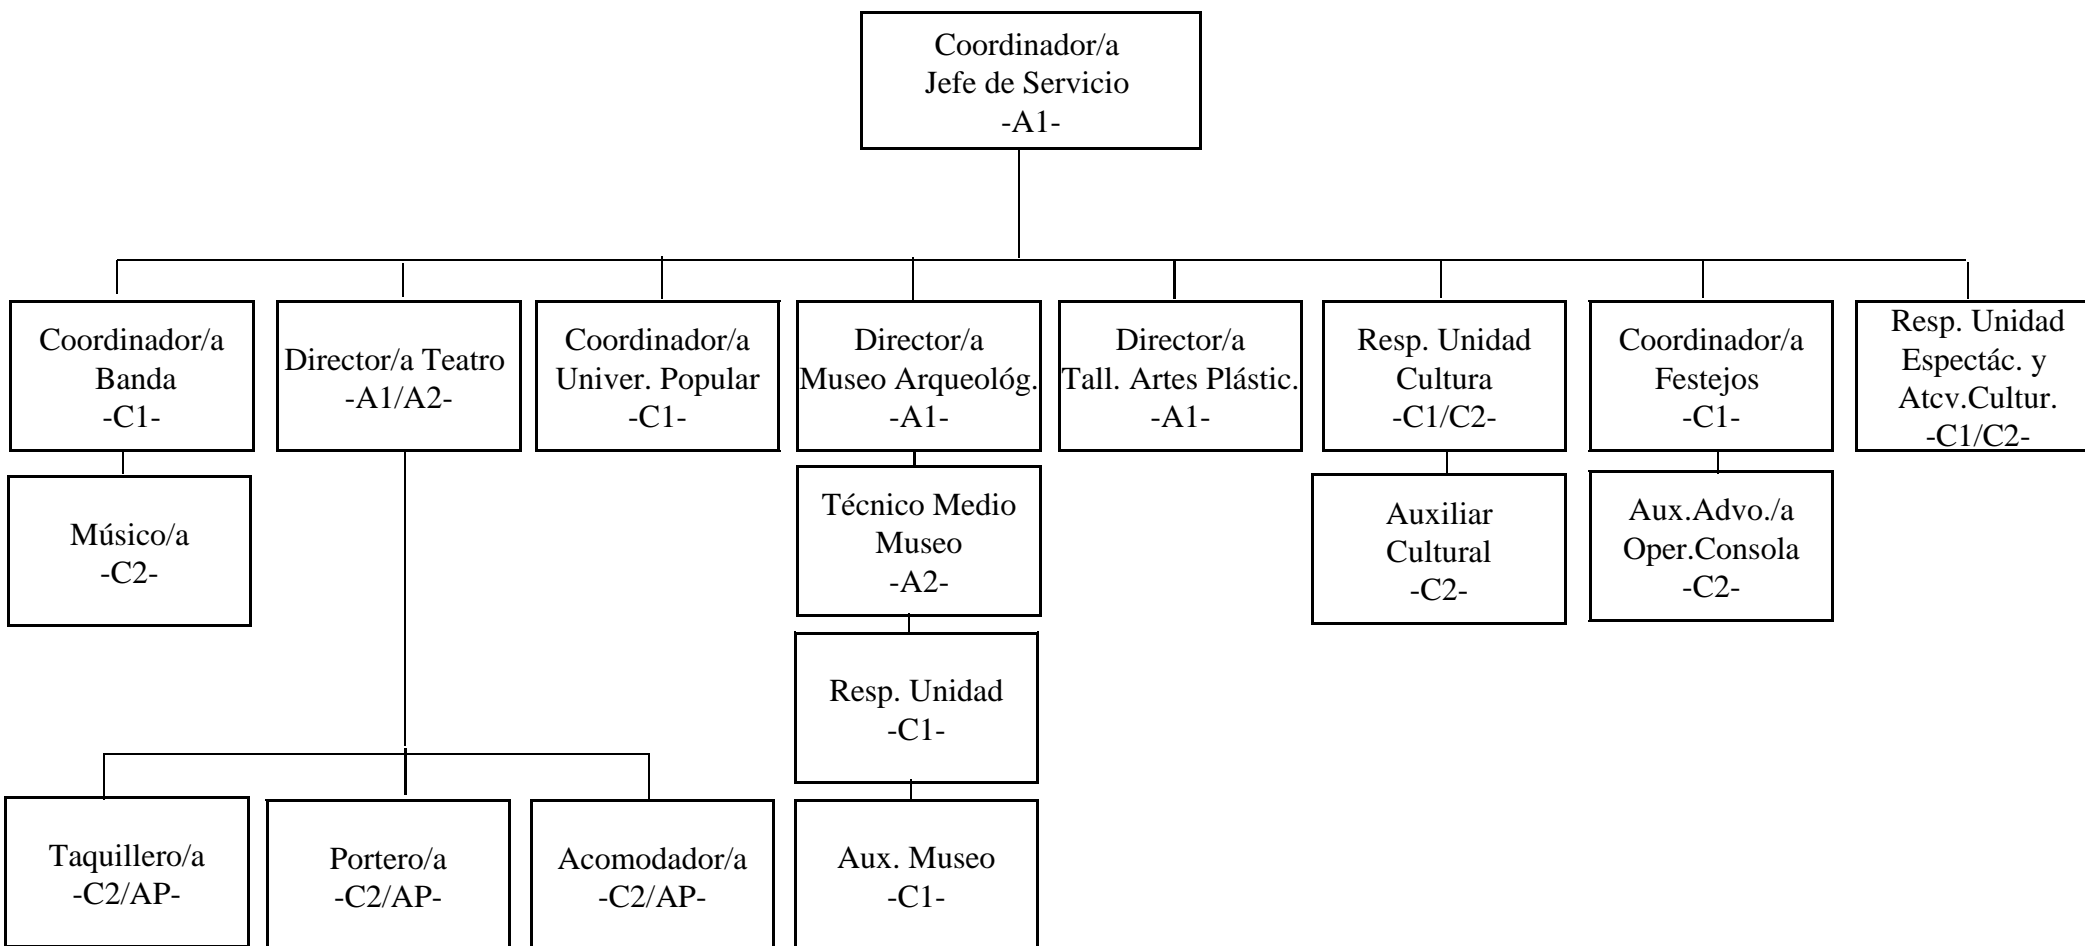 Coordinador/a
Jefe de Servicio
-A1-
Coordinador/a
Banda
-C1-
Director/a Teatro
-A1/A2-
Coordinador/a
Univer. Popular
-C1-
Director/a
Museo Arqueológ.
-A1-
Director/a
Tall. Artes Plástic.
-A1-
Resp. Unidad
Cultura
-C1/C2-
Coordinador/a
Festejos
-C1-
Resp. Unidad
Espectác. y
Atcv.Cultur.
-C1/C2-
Músico/a
-C2-
Técnico Medio
Museo
-A2-
Auxiliar
Cultural
-C2-
Aux.Advo./a
Oper.Consola
-C2-
Resp. Unidad
-C1-
Taquillero/a
-C2/AP-
Portero/a
-C2/AP-
Acomodador/a
-C2/AP-
Aux. Museo
-C1-